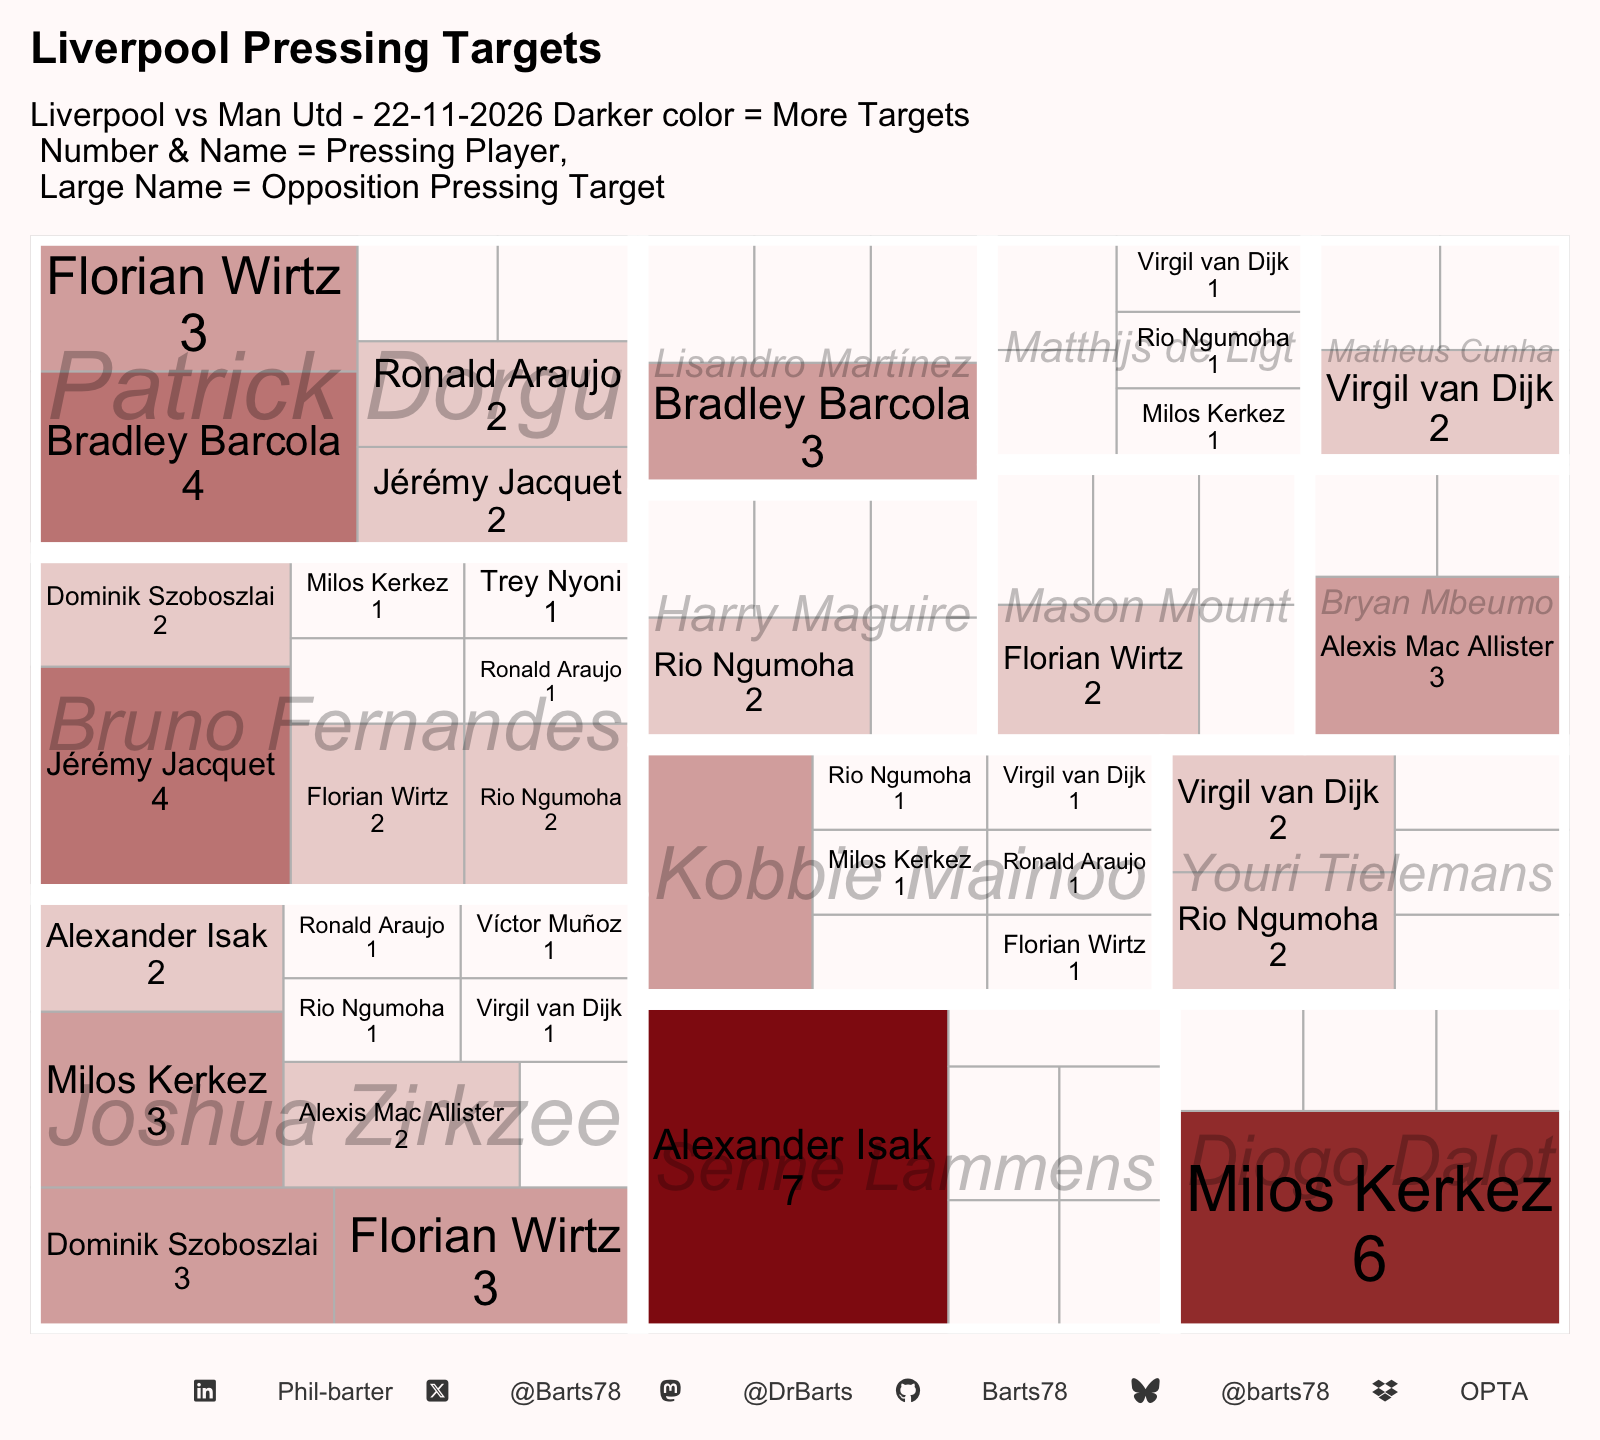 Liverpool Pressing Targets
Liverpool vs Man Utd - 22-11-2026 Darker color = More Targets
Number & Name = Pressing Player,
Large Name = Opposition Pressing Target
Patrick Dorgu
Florian Wirtz
3
Bradley Barcola
4
Ronald Araujo
2
Jérémy Jacquet
2
Lisandro Martínez
Bradley Barcola
3
Matthijs de Ligt
Virgil van Dijk
1
Rio Ngumoha
1
Milos Kerkez
1
Matheus Cunha
Virgil van Dijk
2
Bruno Fernandes
Dominik Szoboszlai
2
Jérémy Jacquet
4
Milos Kerkez
1
Trey Nyoni
1
Ronald Araujo
1
Florian Wirtz
2
Rio Ngumoha
2
Harry Maguire
Rio Ngumoha
2
Mason Mount
Florian Wirtz
2
Bryan Mbeumo
Alexis Mac Allister
3
Kobbie Mainoo
Rio Ngumoha
1
Virgil van Dijk
1
Milos Kerkez
1
Ronald Araujo
1
Florian Wirtz
1
Youri Tielemans
Virgil van Dijk
2
Rio Ngumoha
2
Joshua Zirkzee
Alexander Isak
2
Milos Kerkez
3
Ronald Araujo
1
Víctor Muñoz
1
Rio Ngumoha
1
Virgil van Dijk
1
Alexis Mac Allister
2
Dominik Szoboszlai
3
Florian Wirtz
3
Senne Lammens
Alexander Isak
7
Diogo Dalot
Milos Kerkez
6
Phil-barter @Barts78 @DrBarts Barts78 @barts78 OPTA